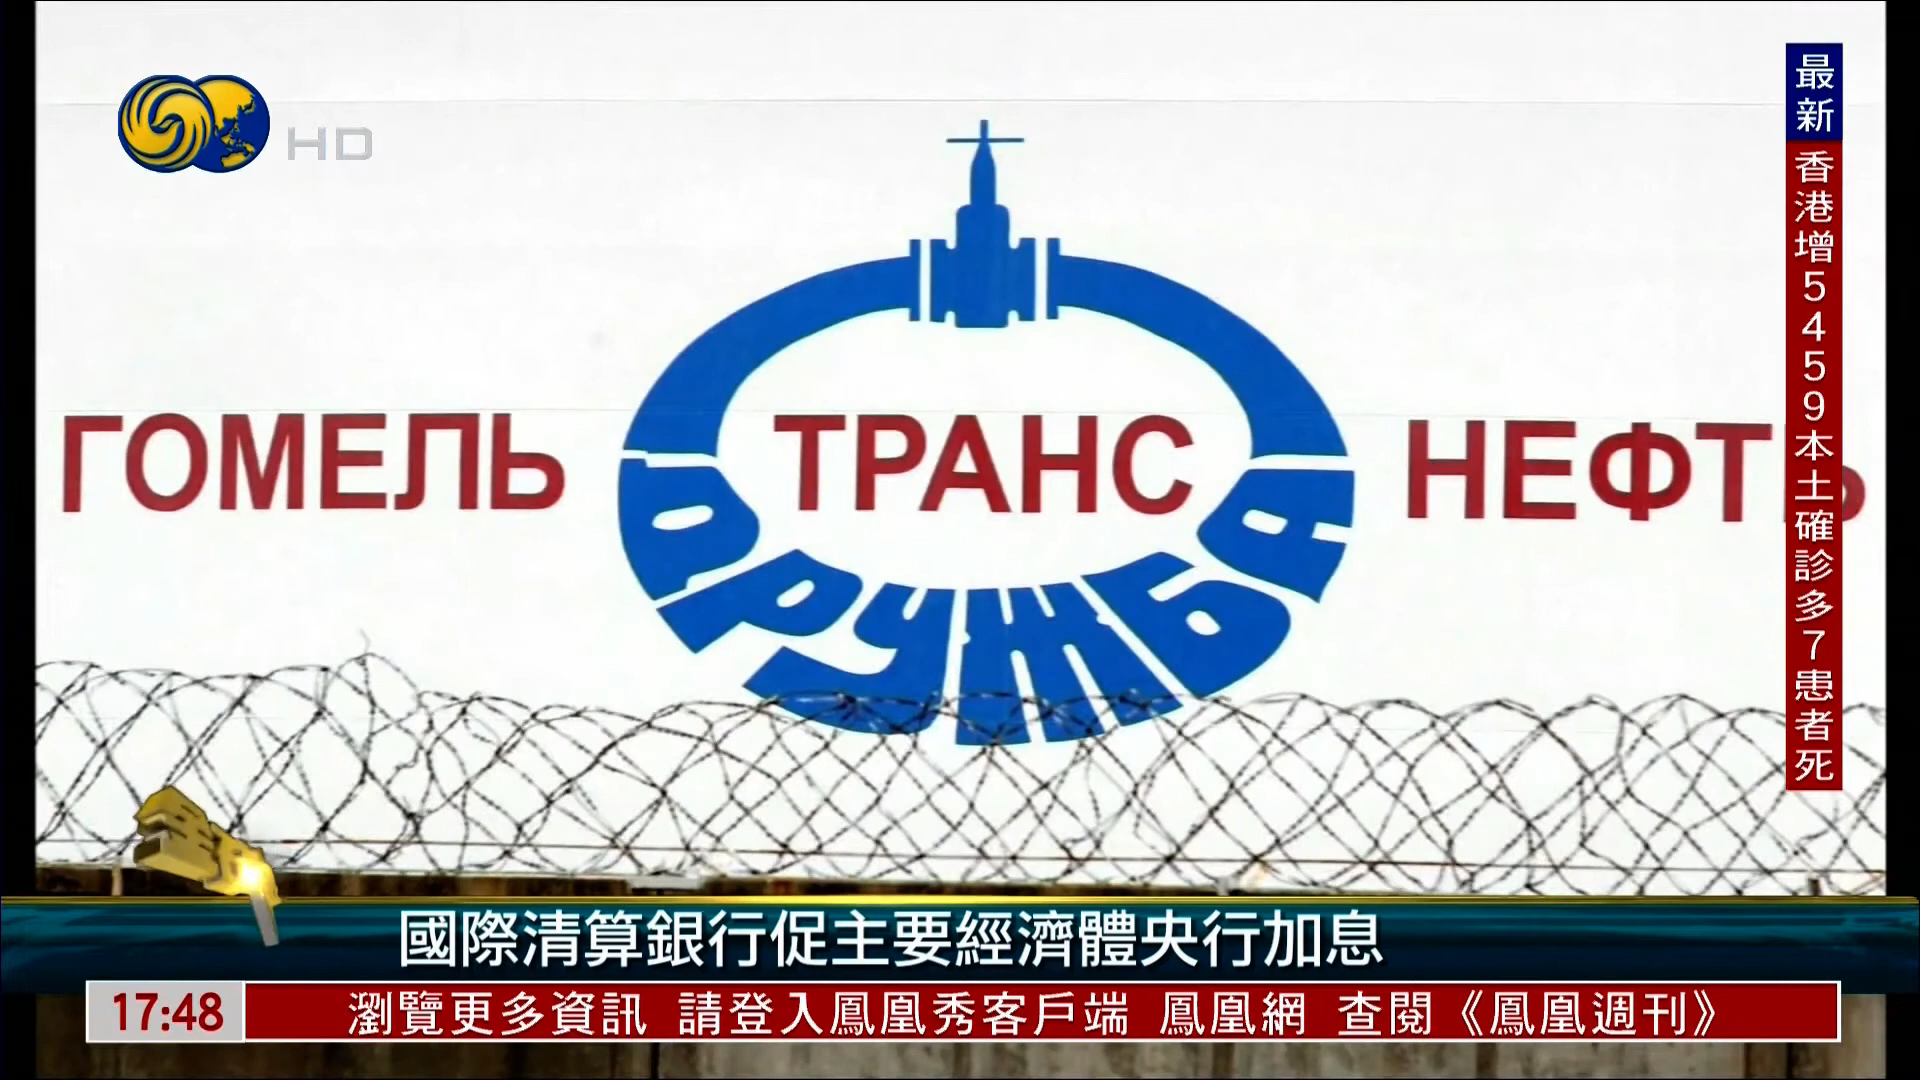 HD
最新
香港增5459本土確診多7患者死
ГОМЕЛЬ ТРАНС НЕФТЬ
ДРУЖБА
國際清算銀行促主要經濟體央行加息
17:48 瀏覽更多資訊 請登入鳳凰秀客戶端 鳳凰網 查閱《鳳凰週刊》